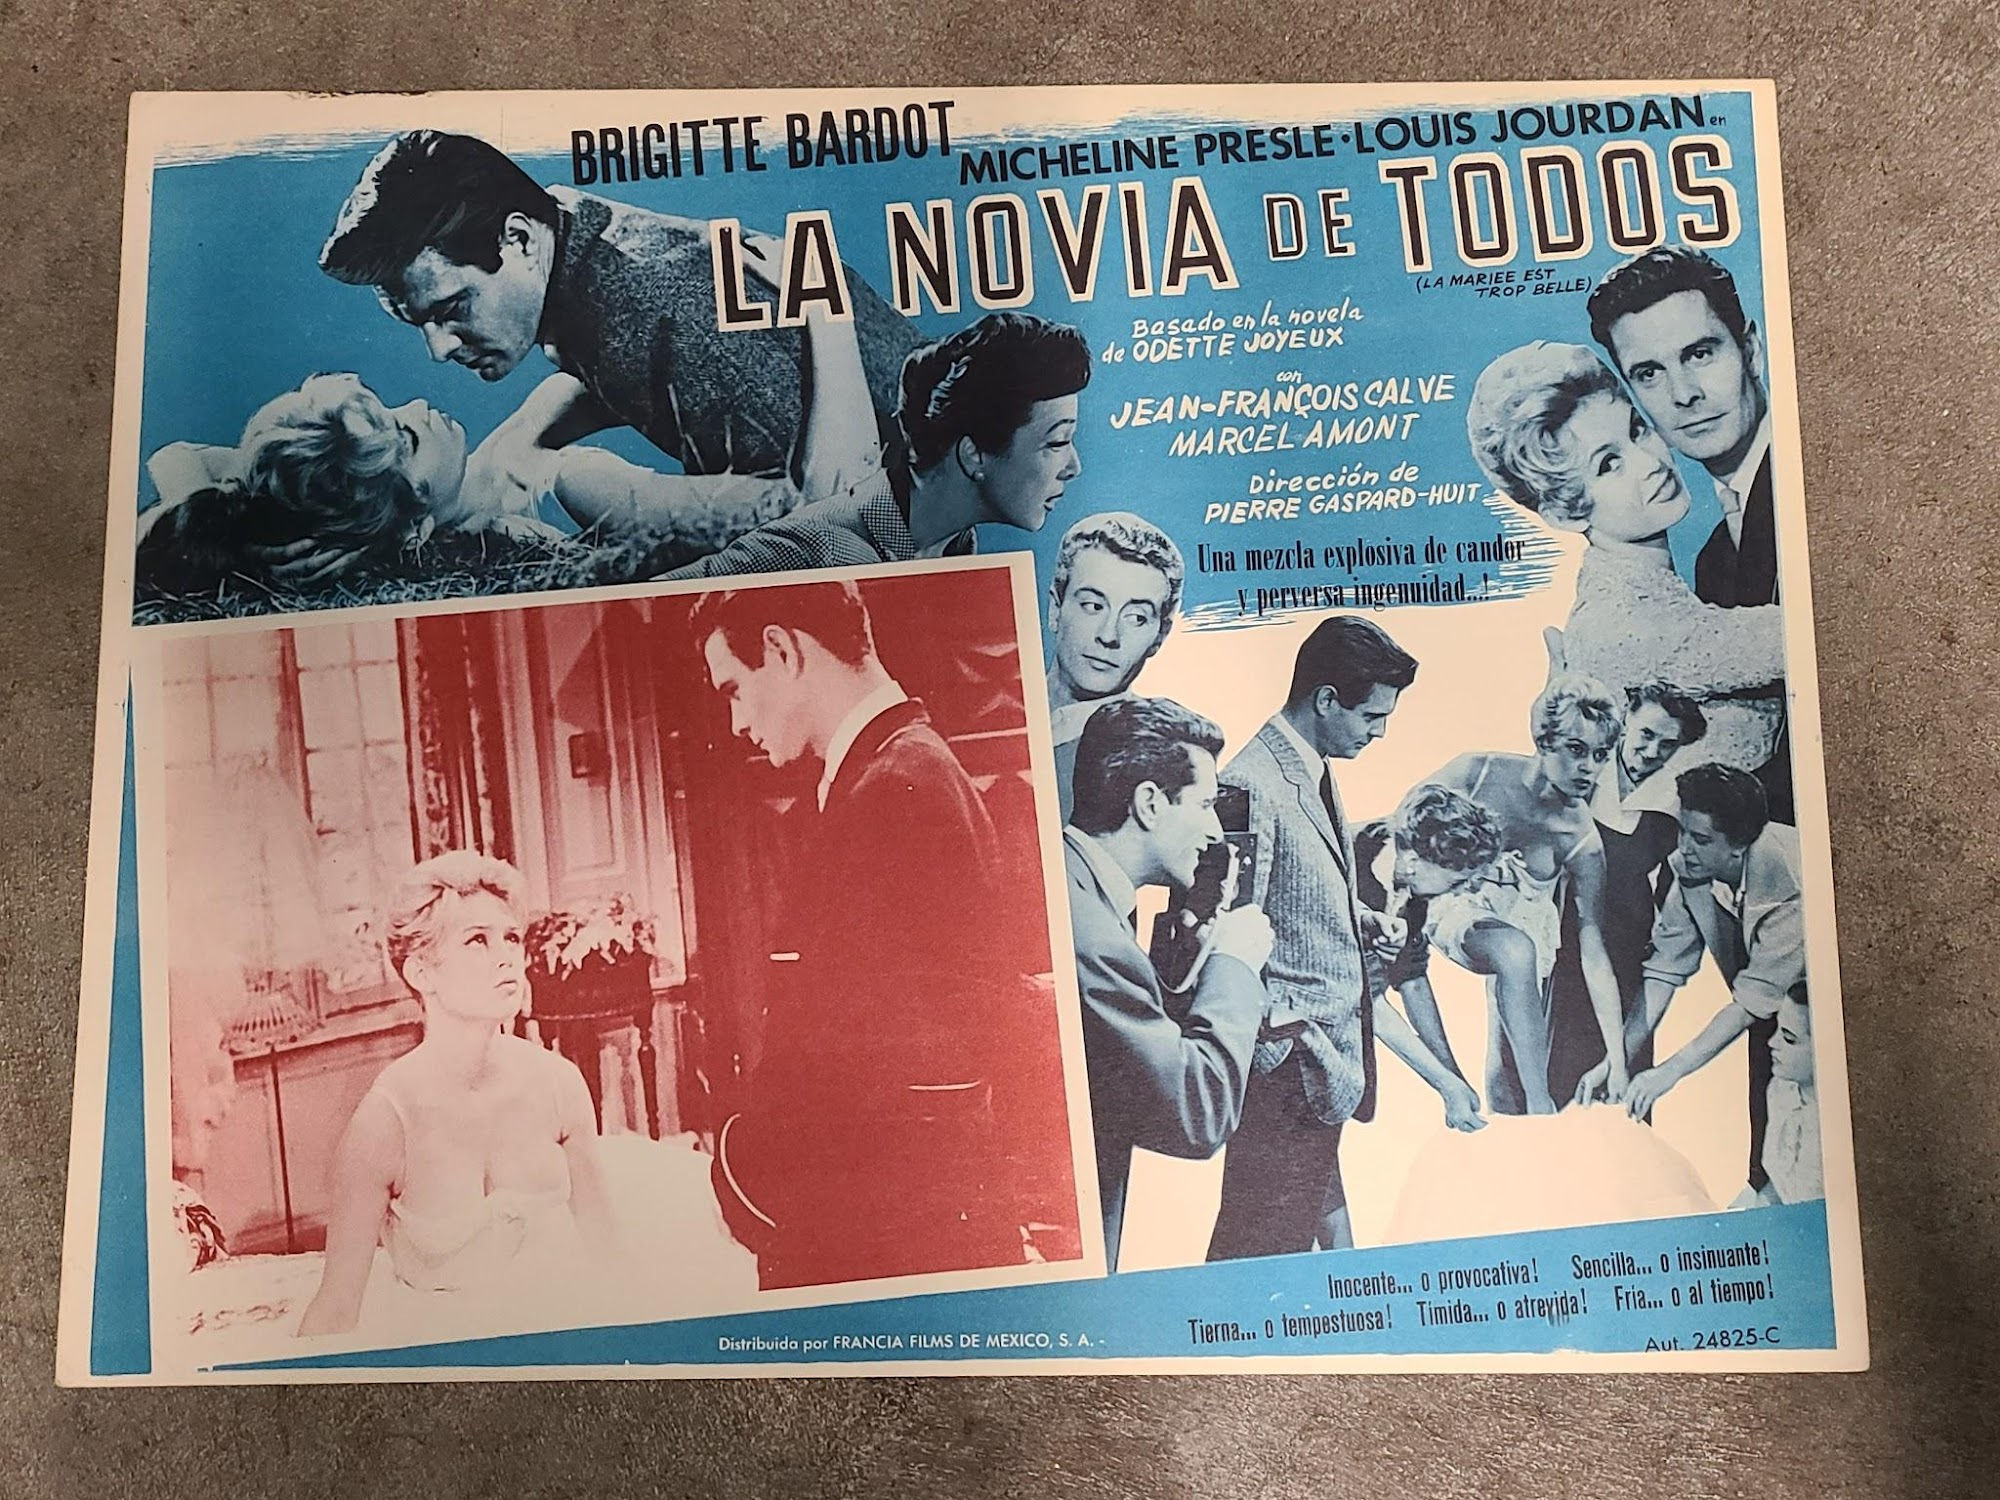 BRIGITTE BARDOT
MICHELINE PRESLE·LOUIS JOURDAN en
LA NOVIA DE TODOS
(LA MARIEE EST
TROP BELLE)
Basado en la novela
de ODETTE JOYEUX
con
JEAN-FRANÇOIS CALVE
MARCEL AMONT
Dirección de
PIERRE GASPARD-HUIT
Una mezcla explosiva de candor
y perversa ingenuidad...!
Inocente... o provocativa! Sencilla... o insinuante!
Tierna... o tempestuosa! Tímida... o atrevida! Fría... o al tiempo!
Distribuida por FRANCIA FILMS DE MEXICO, S. A. -
Aut. 24825-C